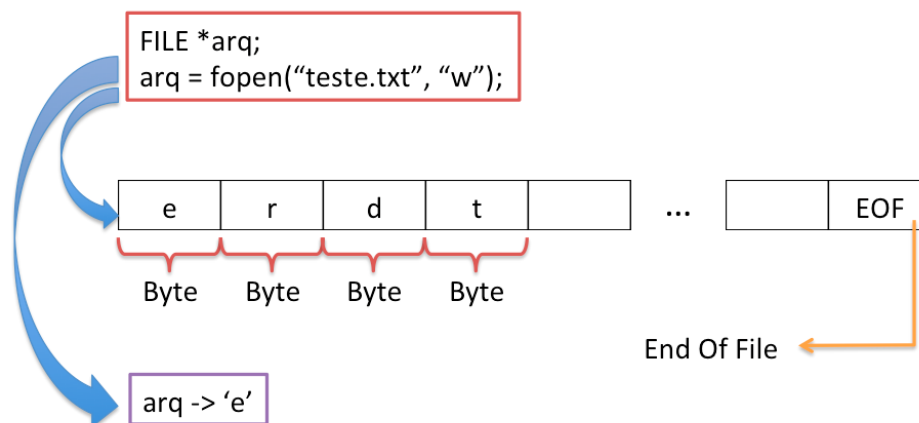 FILE *arq;
arq = fopen(“teste.txt”, “w”);
e r d t ... EOF
Byte Byte Byte Byte
End Of File
arq -> ‘e’